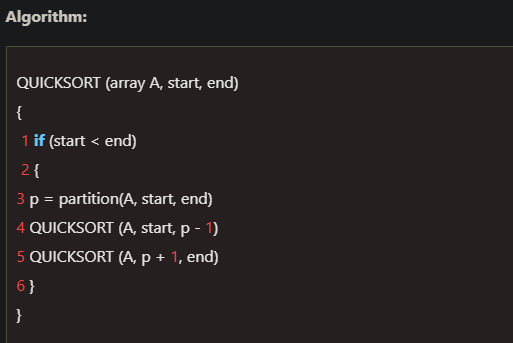 Algorithm:
QUICKSORT (array A, start, end)
{
1 if (start < end)
2 {
3 p = partition(A, start, end)
4 QUICKSORT (A, start, p - 1)
5 QUICKSORT (A, p + 1, end)
6 }
}